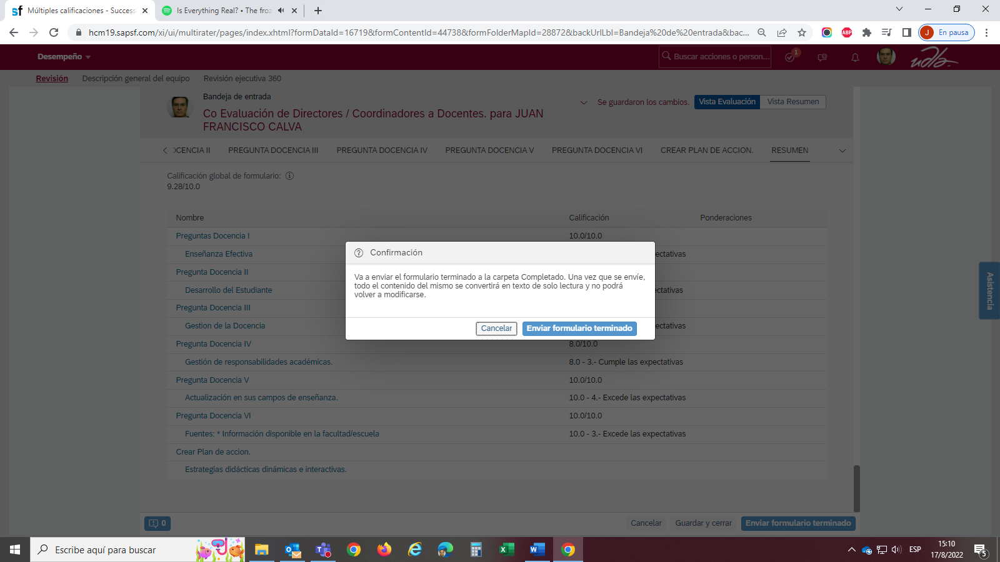 Múltiples calificaciones - Success
Is Everything Real? • The froz
hcm19.sapsf.com/xi/ui/multirater/pages/index.xhtml?formDataId=16719&formContentId=44738&formFolderMapId=28872&backUrlLbl=Bandeja%20de%20entrada&bac...
ABP
J En pausa
Desempeño
Buscar acciones o person...
1
udla
Revisión Descripción general del equipo Revisión ejecutiva 360
Bandeja de entrada
Co Evaluación de Directores / Coordinadores a Docentes. para JUAN
FRANCISCO CALVA
Se guardaron los cambios.
Vista Evaluación Vista Resumen
OCENCIA II PREGUNTA DOCENCIA III PREGUNTA DOCENCIA IV PREGUNTA DOCENCIA V PREGUNTA DOCENCIA VI CREAR PLAN DE ACCION. RESUMEN
Calificación global de formulario:
9.28/10.0
Nombre Calificación Ponderaciones
Preguntas Docencia I 10.0/10.0
Enseñanza Efectiva ectativas
Pregunta Docencia II
Desarrollo del Estudiante ctativas
Pregunta Docencia III
Gestion de la Docencia ectativas
Pregunta Docencia IV 8.0/10.0
Gestión de responsabilidades académicas. 8.0 - 3.- Cumple las expectativas
Pregunta Docencia V 10.0/10.0
Actualización en sus campos de enseñanza. 10.0 - 4.- Excede las expectativas
Pregunta Docencia VI 10.0/10.0
Fuentes: * Información disponible en la facultad/escuela 10.0 - 3.- Excede las expectativas
Crear Plan de accion.
Estrategias didácticas dinámicas e interactivas.
Confirmación
Va a enviar el formulario terminado a la carpeta Completado. Una vez que se envíe,
todo el contenido del mismo se convertirá en texto de solo lectura y no podrá
volver a modificarse.
Cancelar Enviar formulario terminado
Asistencia
0
Cancelar Guardar y cerrar Enviar formulario terminado
Escribe aquí para buscar
ESP
15:10
17/8/2022
5